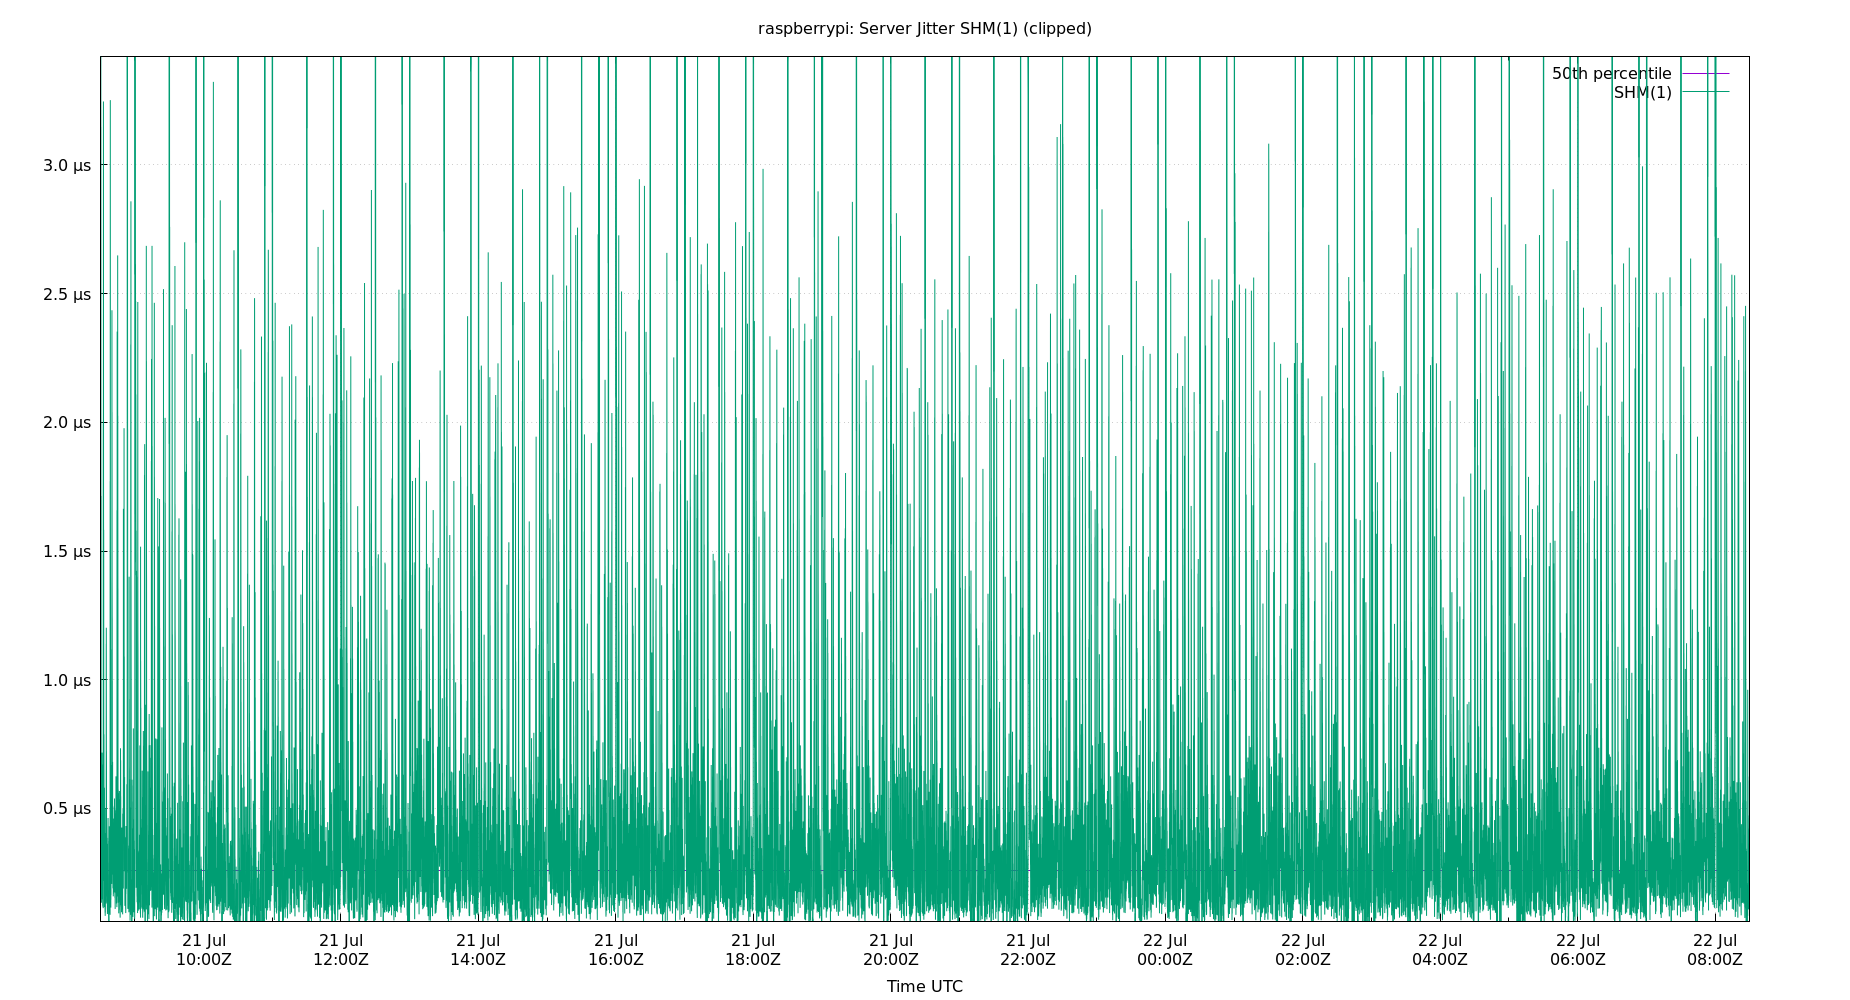 raspberrypi: Server Jitter SHM(1) (clipped)
50th percentile
SHM(1)
3.0 µs
2.5 µs
2.0 µs
1.5 µs
1.0 µs
0.5 µs
21 Jul 21 Jul 21 Jul 21 Jul 21 Jul 21 Jul 21 Jul 22 Jul 22 Jul 22 Jul 22 Jul 22 Jul
10:00Z 12:00Z 14:00Z 16:00Z 18:00Z 20:00Z 22:00Z 00:00Z 02:00Z 04:00Z 06:00Z 08:00Z
Time UTC